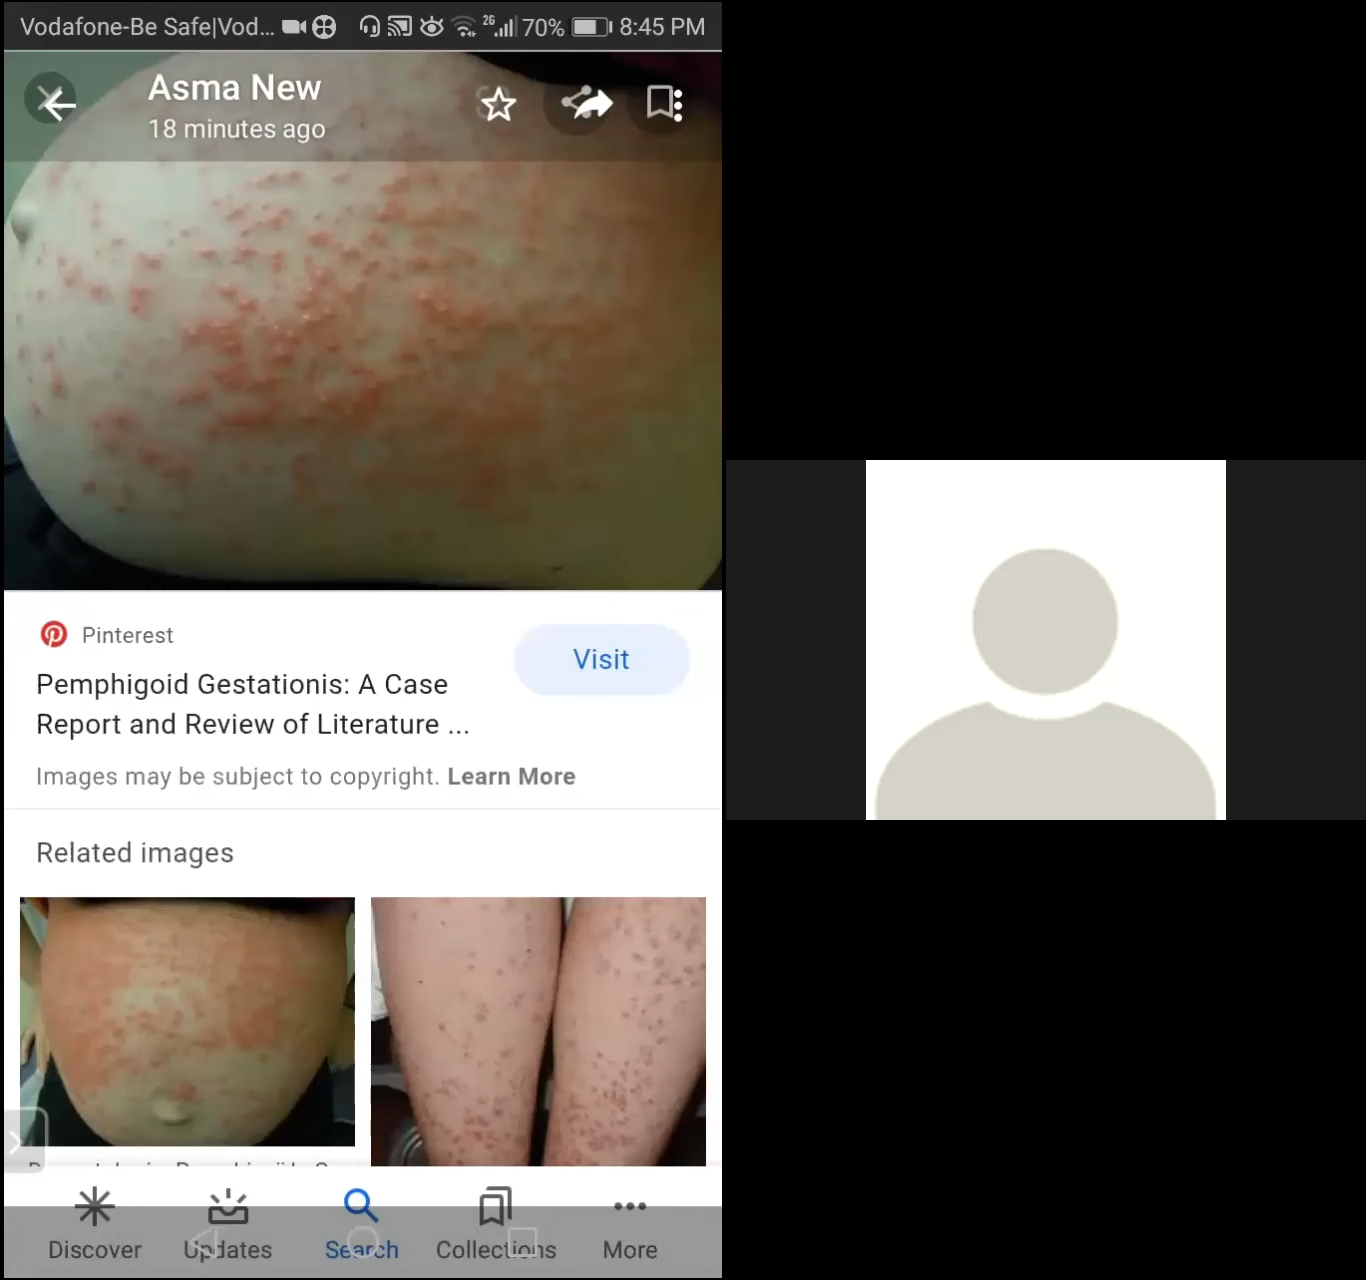 Vodafone-Be Safe|Vod... 2G 70% 8:45 PM
Asma New
18 minutes ago
Pinterest
Visit
Pemphigoid Gestationis: A Case
Report and Review of Literature ...
Images may be subject to copyright. Learn More
Related images
Discover Updates Search Collections More